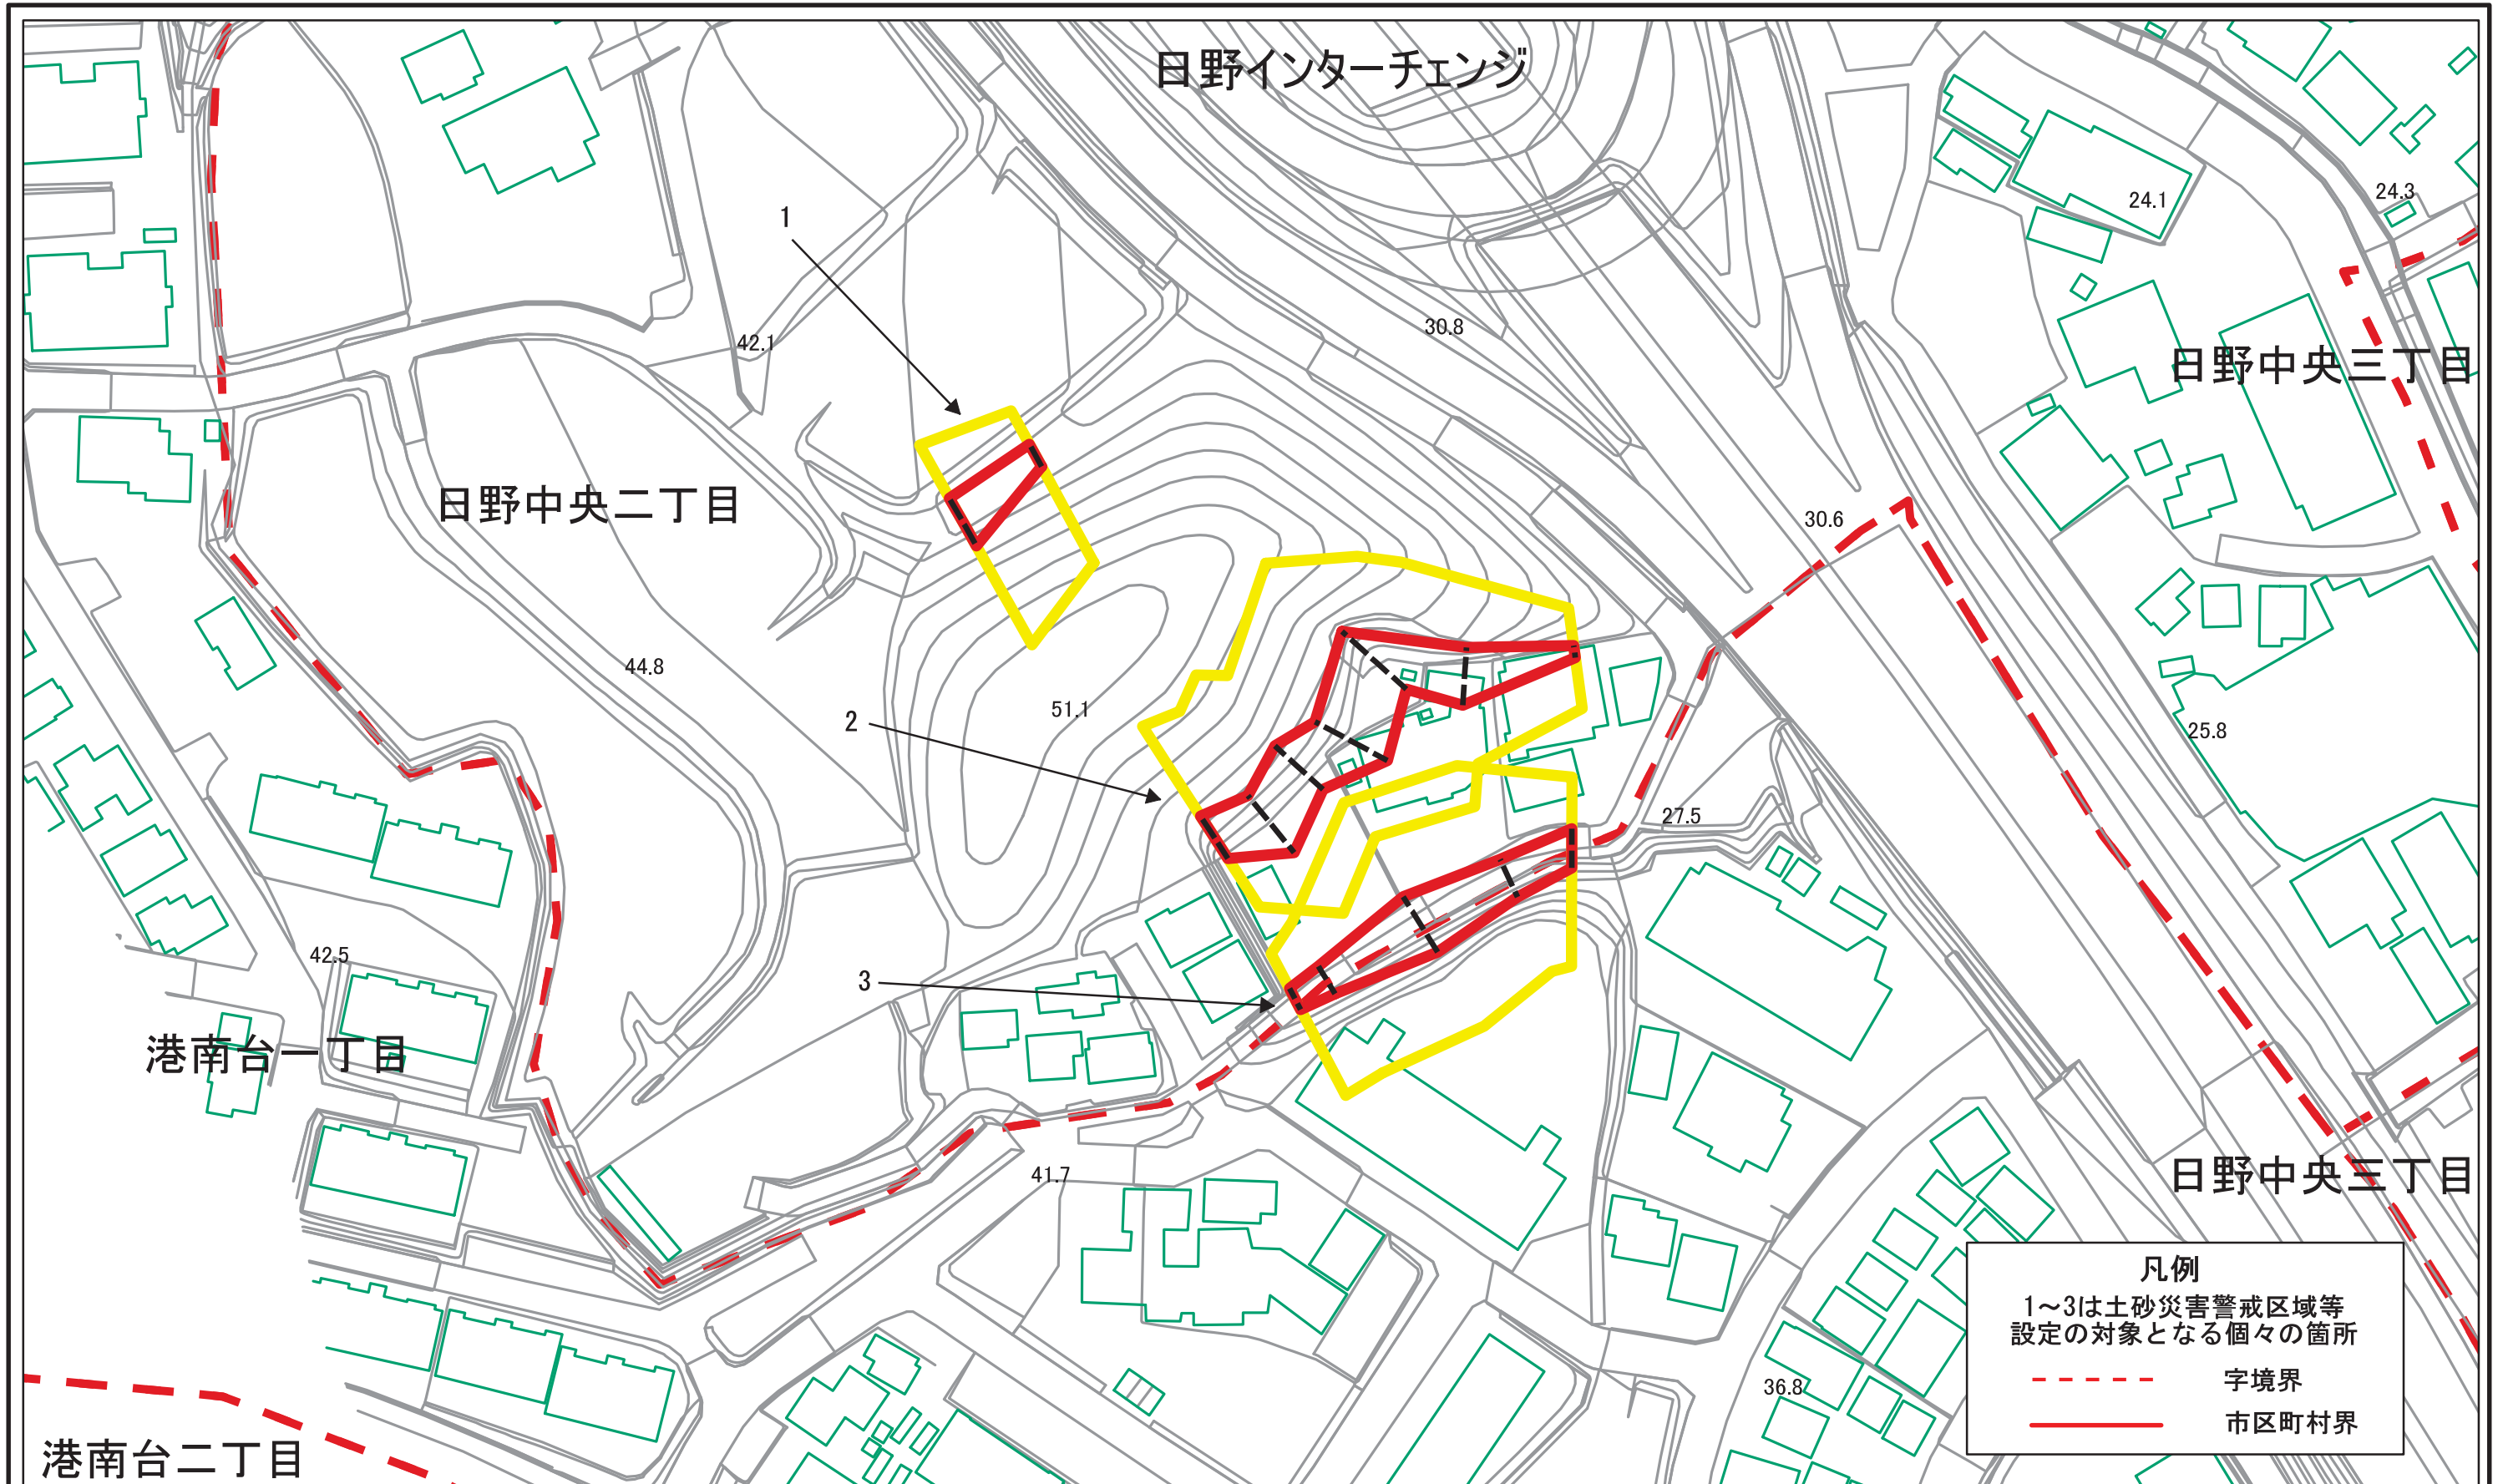 日野インターチェンジ
24.1
24.3
1
30.8
42.1
日野中央三丁目
日野中央二丁目
30.6
44.8
51.1
2
25.8
27.5
42.5
3
港南台一丁目
41.7
日野中央三丁目
凡例
1～3は土砂災害警戒区域等
設定の対象となる個々の箇所
字境界
36.8
市区町村界
港南台二丁目